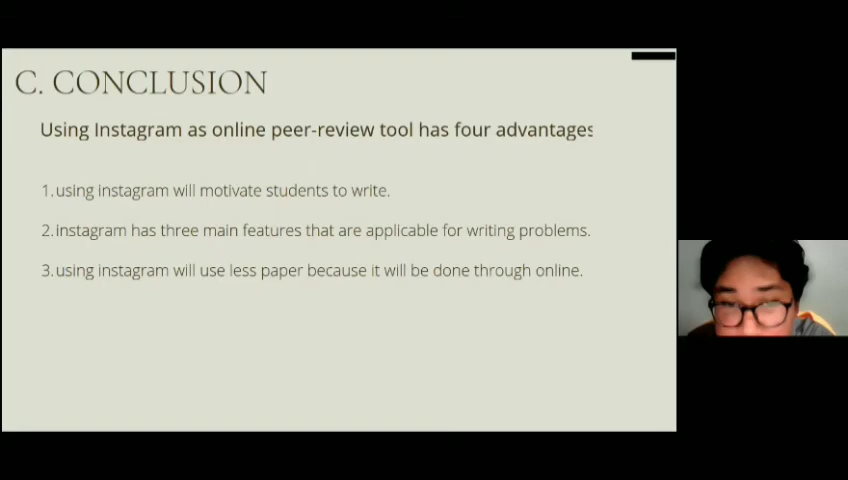 C. CONCLUSION
Using Instagram as online peer-review tool has four advantages
1.using instagram will motivate students to write.
2.instagram has three main features that are applicable for writing problems.
3.using instagram will use less paper because it will be done through online.